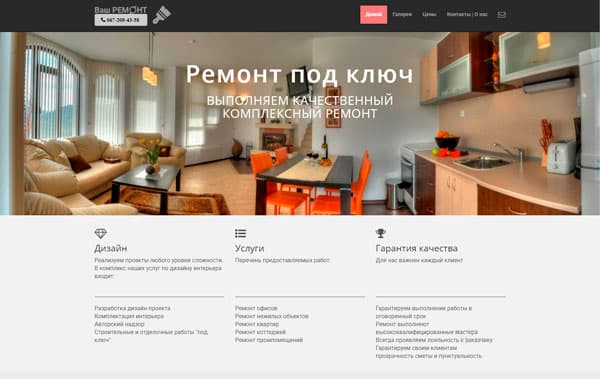 Ваш РЕМОНТ
067-209-43-58
Домой Галерея Цены Контакты | О нас
Ремонт под ключ
ВЫПОЛНЯЕМ КАЧЕСТВЕННЫЙ
КОМПЛЕКСНЫЙ РЕМОНТ
Дизайн
Реализуем проекты любого уровня сложности.
В комплекс наших услуг по дизайну интерьера
входит:
Разработка дизайн-проекта
Комплектация интерьера
Авторский надзор
Строительные и отделочные работы "под
ключ"
Услуги
Перечень предоставляемых работ:
Ремонт офисов
Ремонт нежилых объектов
Ремонт квартир
Ремонт коттеджей
Ремонт промпомещений
Гарантия качества
Для нас важнен каждый клиент
Гарантируем выполнение работы в
оговоренный срок
Ремонт выполняют
высококвалифицированные мастера
Всегда проявляем лояльность к заказчику
Гарантируем своим клиентам
прозрачность сметы и пунктуальность.